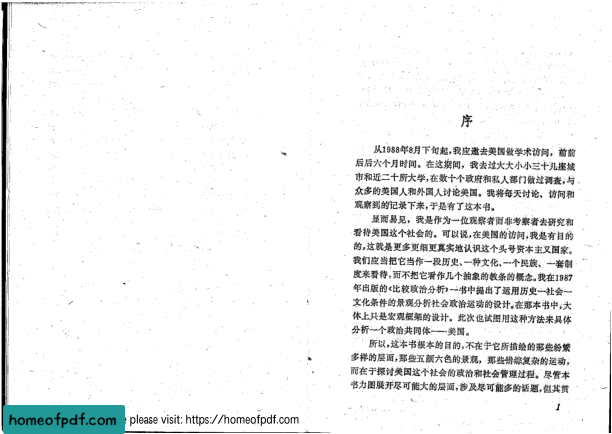 序
从1988年8月下旬起,我应邀去美国做学术访问,前前
后后六个月时间。在这期间,我去过大大小小三十几座城
市和近二十所大学,在数十个政府和私人部门做过调查,与
众多的美国人和外国人讨论美国。我将每天讨论、访问和
观察到的记录下来,于是有了这本书。
显而易见,我是作为一位观察者而非考察者去研究和
看待美国这个社会的。可以说,在美国的访问,我是有目的
的,这就是更多更细更真实地认识这个头号资本主义国家。
我们应当把它当作一段历史、一种文化、一个民族、一套制
度来看待,而不把它看作几个抽象的教条的概念。我在1987
年出版的《比较政治分析》一书中提出了运用历史—社会—
文化条件的景观分析社会政治运动的设计。在那本书中,大
体上只是宏观框架的设计。此次也试图用这种方法来具体
分析一个政治共同体——美国。
所以,这本书根本的目的,不在于它所描绘的那些纷繁
多样的层面,那些五颜六色的景观,那些错综复杂的运动,
而在于探讨美国这个社会的政治和社会管理过程。尽管本
书力图展开尽可能大的层面,涉及尽可能多的话题,但其贯
1
homeofpdf.com
e please visit: https://homeofpdf.com